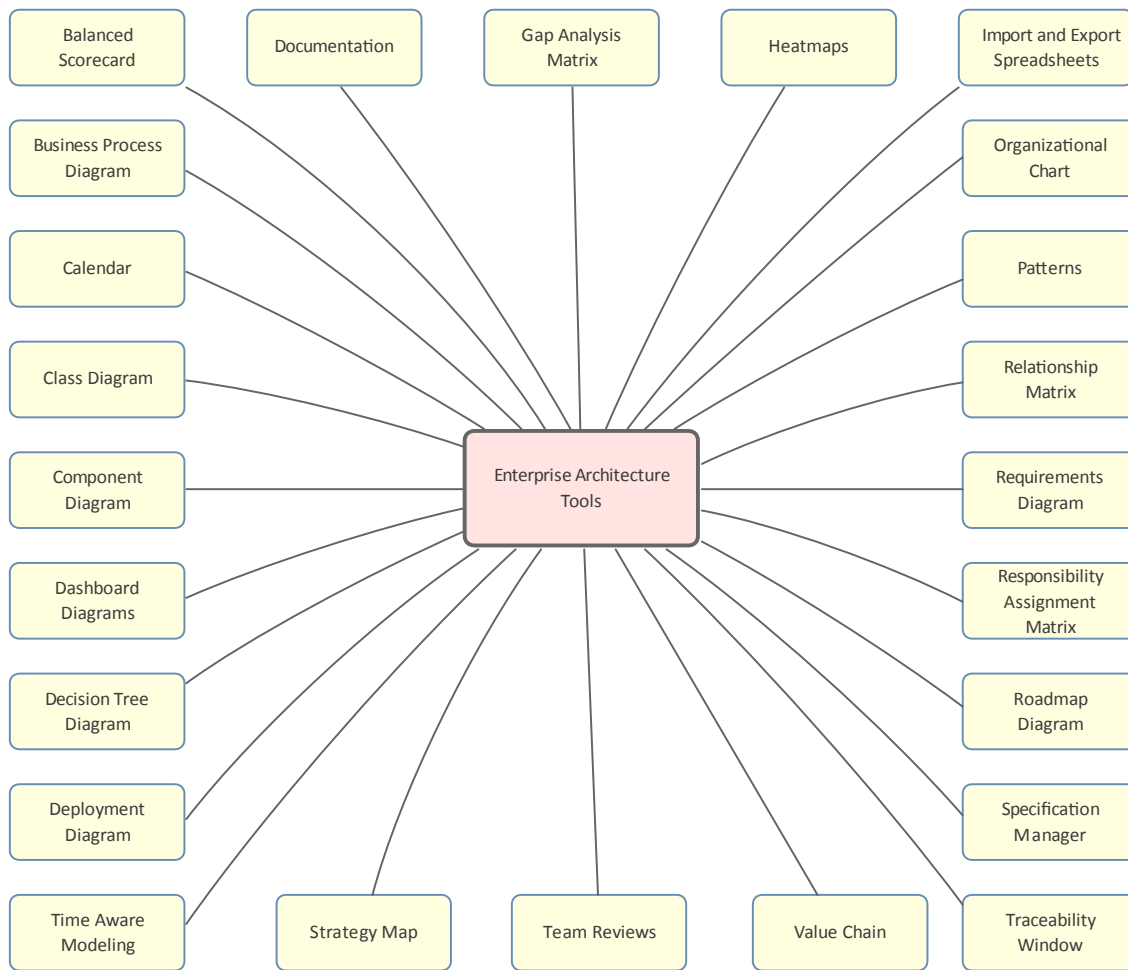 Balanced
Scorecard
Documentation
Gap Analysis
Matrix
Heatmaps
Import and Export
Spreadsheets
Business Process
Diagram
Organizational
Chart
Calendar
Patterns
Class Diagram
Relationship
Matrix
Enterprise Architecture
Tools
Component
Diagram
Requirements
Diagram
Dashboard
Diagrams
Responsibility
Assignment
Matrix
Decision Tree
Diagram
Roadmap
Diagram
Deployment
Diagram
Specification
Manager
Time Aware
Modeling
Strategy Map
Team Reviews
Value Chain
Traceability
Window